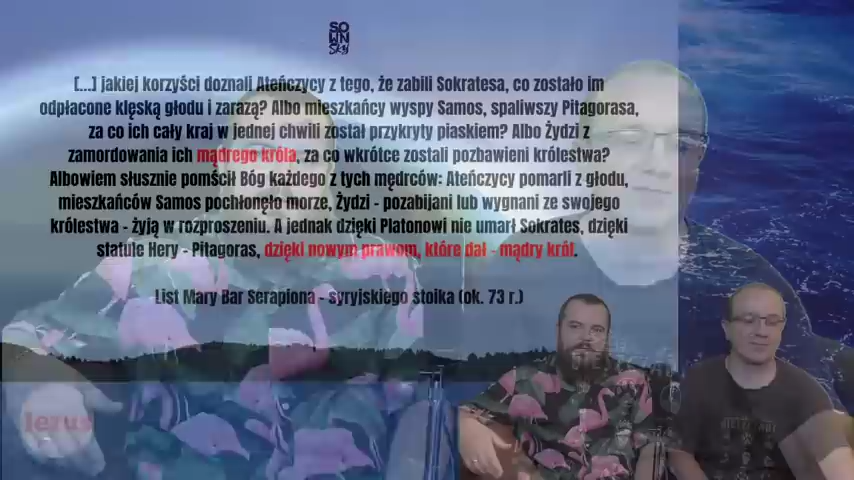 SO
WN
SKY
[...] jakiej korzyści doznali Ateńczycy z tego, że zabili Sokratesa, co zostało im
odpłacone klęską głodu i zarazą? Albo mieszkańcy wyspy Samos, spaliwszy Pitagorasa,
za co ich cały kraj w jednej chwili został przykryty piaskiem? Albo Żydzi z
zamordowania ich mądrego króla, za co wkrótce zostali pozbawieni królestwa?
Albowiem słusznie pomścił Bóg każdego z tych mędrców: Ateńczycy pomarli z głodu,
mieszkańców Samos pochłonęło morze, Żydzi - pozabijani lub wygnani ze swojego
królestwa - żyją w rozproszeniu. A jednak dzięki Platonowi nie umarł Sokrates, dzięki
statule Hery - Pitagoras, dzięki nowym prawom, które dał - mądry król.
List Mary Bar Serapiona - syryjskiego stoika (ok. 73 r.)
Jezus